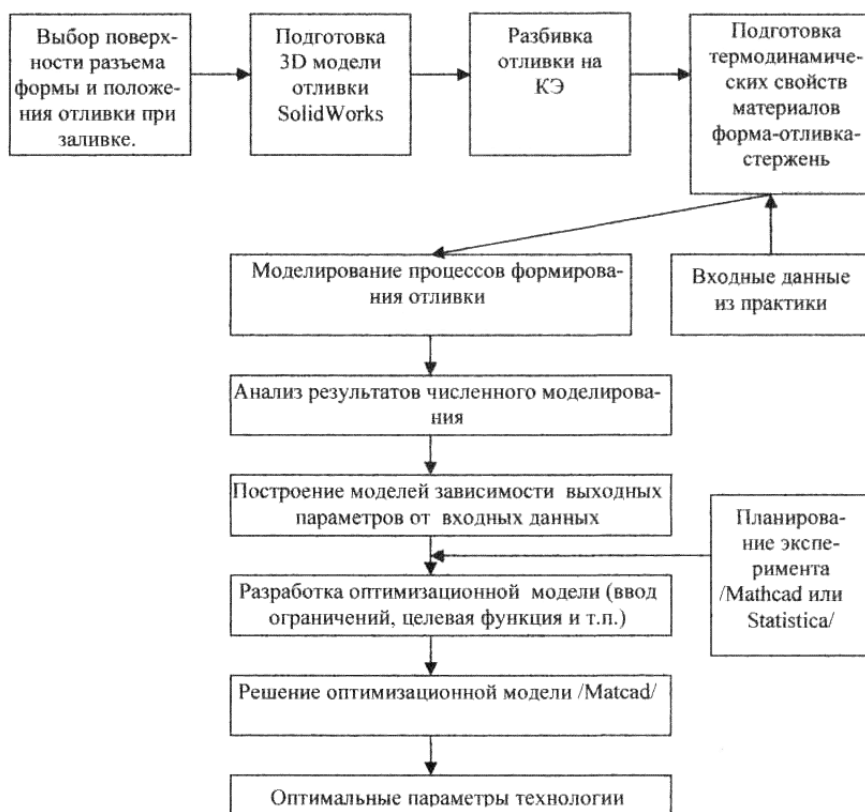 Выбор поверх-
ности разъема
формы и положе-
ния отливки при
заливке.
Подготовка
3D модели
отливки
SolidWorks
Разбивка
отливки на
КЭ
Подготовка
термодинамиче-
ских свойств
материалов
форма-отливка-
стержень
Моделирование процессов формирова-
ния отливки
Входные данные
из практики
Анализ результатов численного моделирова-
ния
Построение моделей зависимости выходных
параметров от входных данных
Планирова-
ние экспе-
римента
/Mathcad или
Statistica/
Разработка оптимизационной модели (ввод
ограничений, целевая функция и т.п.)
Решение оптимизационной модели /Matcad/
Оптимальные параметры технологии